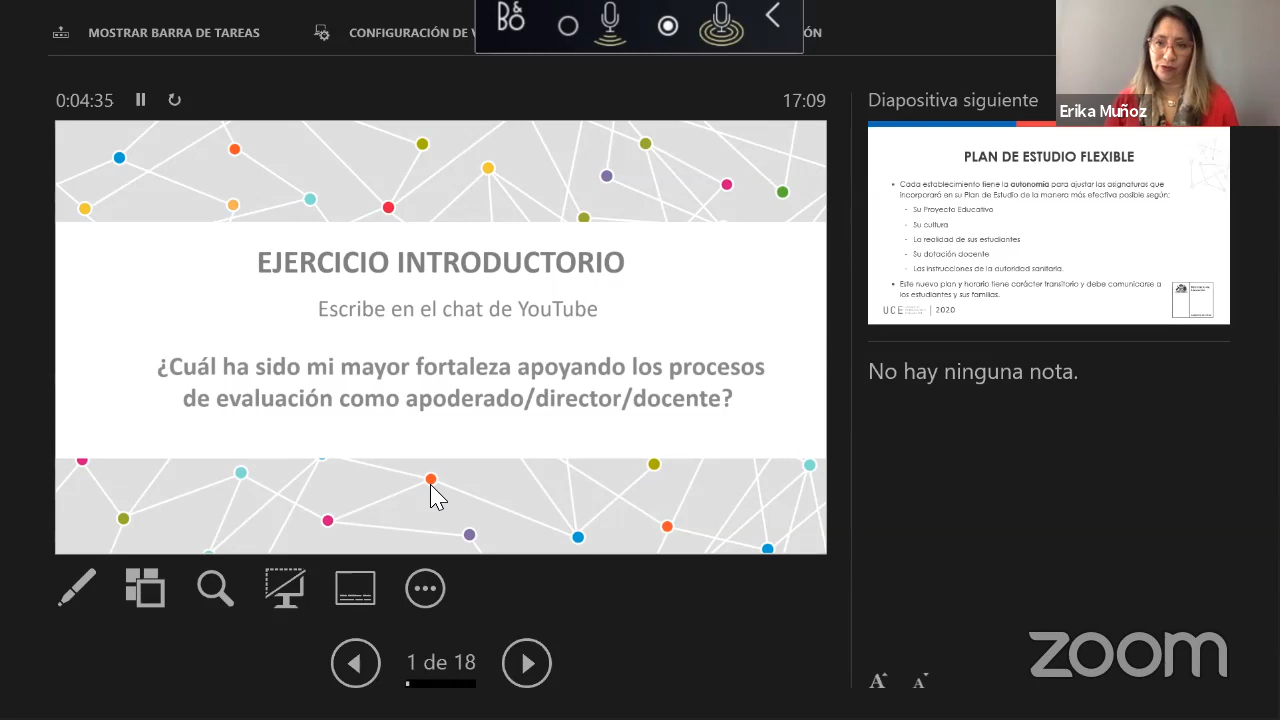 MOSTRAR BARRA DE TAREAS
CONFIGURACIÓN DE
ÓN
B&O
0:04:35
17:09
Diapositiva siguiente
Erika Muñoz
EJERCICIO INTRODUCTORIO
Escribe en el chat de YouTube
¿Cuál ha sido mi mayor fortaleza apoyando los procesos
de evaluación como apoderado/director/docente?
PLAN DE ESTUDIO FLEXIBLE
▪ Cada establecimiento tiene la autonomía para ajustar las asignaturas que
incorporará en su Plan de Estudio de la manera más efectiva posible según:
- Su Proyecto Educativo
- Su cultura
- La realidad de sus estudiantes
- Su dotación docente
- Las instrucciones de la autoridad sanitaria.
▪ Este nuevo plan y horario tiene carácter transitorio y debe comunicarse a
los estudiantes y sus familias.
UCE
| 2020
No hay ninguna nota.
1 de 18
A A
zoom